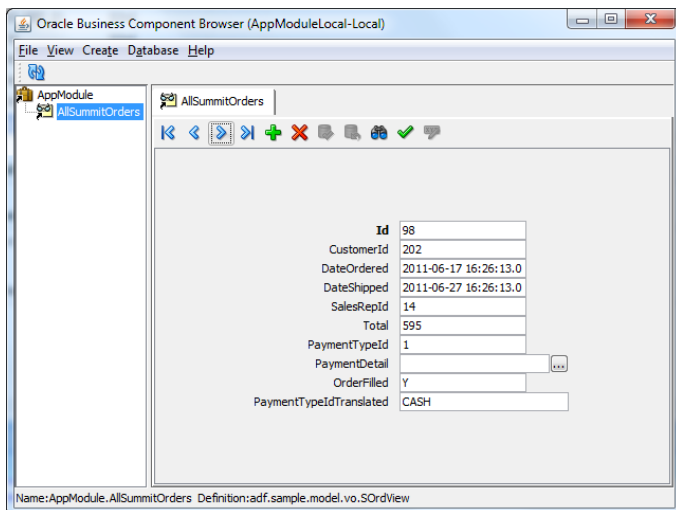 Oracle Business Component Browser (AppModuleLocal-Local)
File View Create Database Help
AppModule
AllSummitOrders
AllSummitOrders
Id 98
CustomerId 202
DateOrdered 2011-06-17 16:26:13.0
DateShipped 2011-06-27 16:26:13.0
SalesRepId 14
Total 595
PaymentTypeId 1
PaymentDetail ...
OrderFilled Y
PaymentTypeIdTranslated CASH
Name:AppModule.AllSummitOrders Definition:adf.sample.model.vo.SOrdView